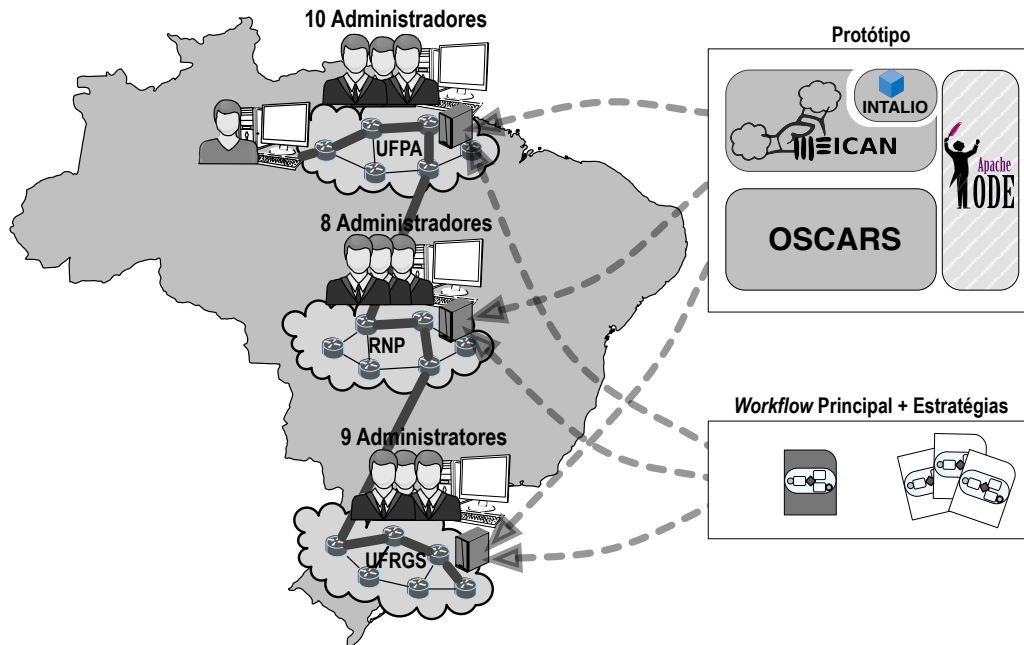 10 Administradores
UFPA
8 Administradores
RNP
9 Administratores
UFRGS
Protótipo
INTALIO
MEICAN
Apache
ODE
OSCARS
Workflow Principal + Estratégias